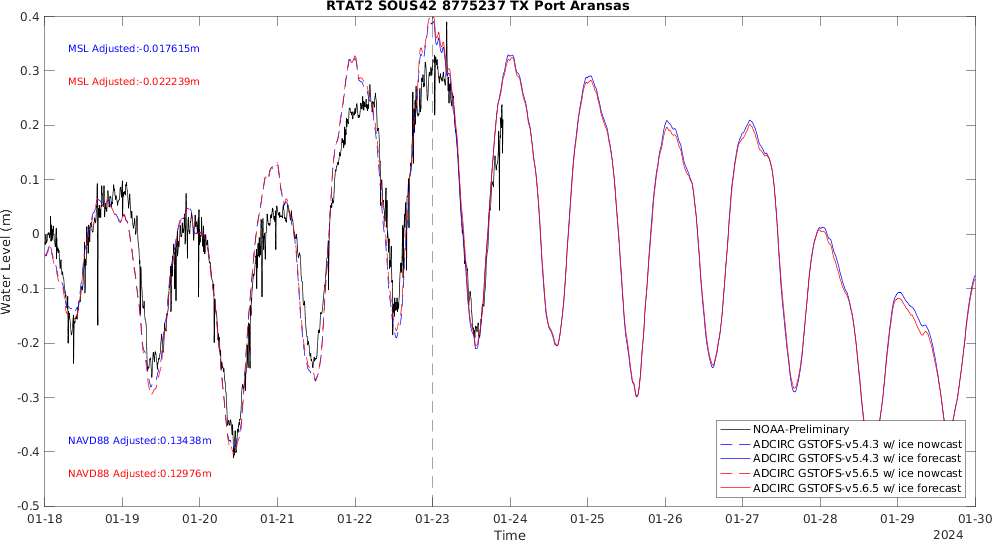 RTAT2 SOUS42 8775237 TX Port Aransas
0.4
0.3
0.2
0.1
0
-0.1
-0.2
-0.3
-0.4
-0.5
Water Level (m)
MSL Adjusted:-0.017615m
MSL Adjusted:-0.022239m
NAVD88 Adjusted:0.13438m
NAVD88 Adjusted:0.12976m
NOAA-Preliminary
ADCIRC GSTOFS-v5.4.3 w/ ice nowcast
ADCIRC GSTOFS-v5.4.3 w/ ice forecast
ADCIRC GSTOFS-v5.6.5 w/ ice nowcast
ADCIRC GSTOFS-v5.6.5 w/ ice forecast
01-18 01-19 01-20 01-21 01-22 01-23 01-24 01-25 01-26 01-27 01-28 01-29 01-30
Time
2024